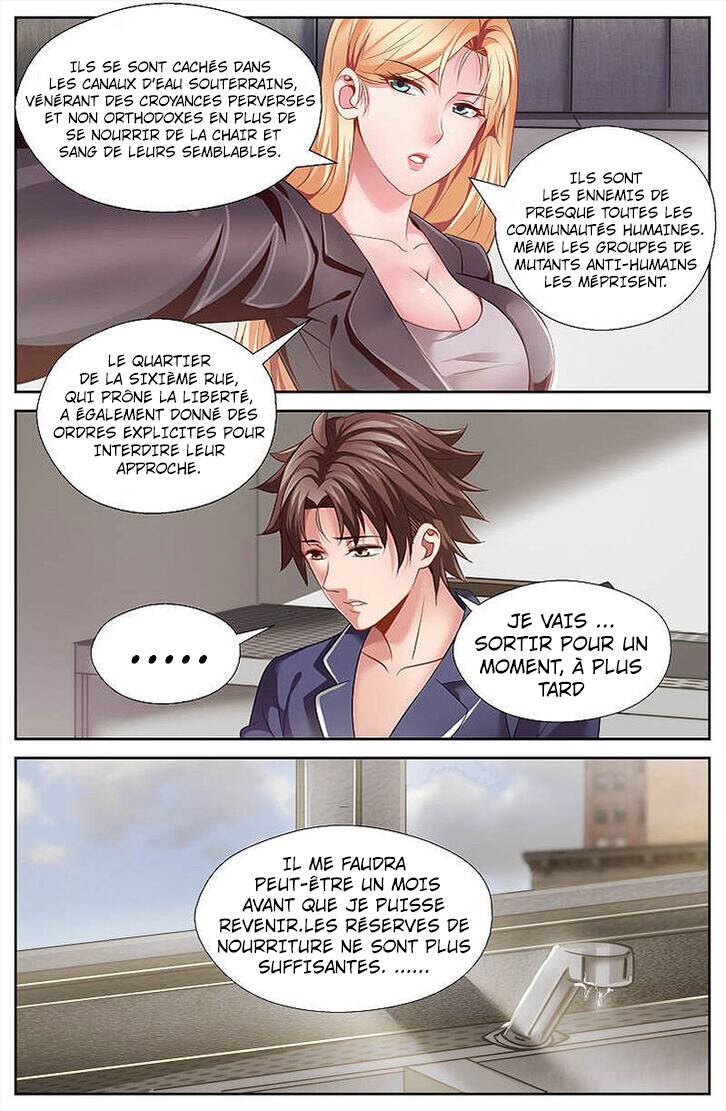 ILS SE SONT CACHÉS DANS
LES CANAUX D'EAU SOUTERRAINS,
VÉNÉRANT DES CROYANCES PERVERSES
ET NON ORTHODOXES EN PLUS DE
SE NOURRIR DE LA CHAIR ET
SANG DE LEURS SEMBLABLES.
ILS SONT
LES ENNEMIS DE
PRESQUE TOUTES LES
COMMUNAUTÉS HUMAINES.
MÊME LES GROUPES DE
MUTANTS ANTI-HUMAINS
LES MÉPRISENT.
LE QUARTIER
DE LA SIXIÈME RUE,
QUI PRÔNE LA LIBERTÉ,
A ÉGALEMENT DONNÉ DES
ORDRES EXPLICITES POUR
INTERDIRE LEUR
APPROCHE.
.....
JE VAIS ...
SORTIR POUR UN
MOMENT, À PLUS
TARD
IL ME FAUDRA
PEUT-ÊTRE UN MOIS
AVANT QUE JE PUISSE
REVENIR.LES RÉSERVES DE
NOURRITURE NE SONT PLUS
SUFFISANTES. ......